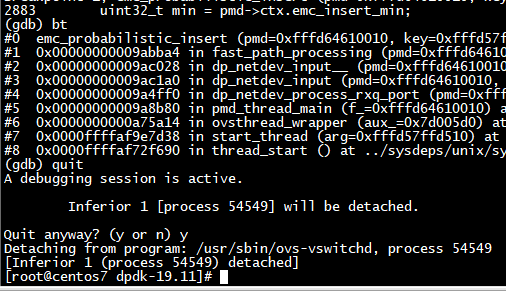 2883        uint32_t min = pmd->ctx.emc_insert_min;
(gdb) bt
#0  emc_probabilistic_insert (pmd=0xfffd64610010, key=0xfffd57f
#1  0x00000000009abba4 in fast_path_processing (pmd=0xfffd64610
#2  0x00000000009ac028 in dp_netdev_input__ (pmd=0xfffd64610010
#3  0x00000000009ac1a0 in dp_netdev_input (pmd=0xfffd64610010,
#4  0x00000000009a4ff0 in dp_netdev_process_rxq_port (pmd=0xfff
#5  0x00000000009a8b80 in pmd_thread_main (f_=0xfffd64610010) a
#6  0x0000000000a75a14 in ovsthread_wrapper (aux_=0x7d005d0) at
#7  0x0000ffffaf9e7d38 in start_thread (arg=0xfffd57ffd510) at
#8  0x0000ffffaf72f690 in thread_start () at ../sysdeps/unix/sy
(gdb) quit
A debugging session is active.
Inferior 1 [process 54549] will be detached.
Quit anyway? (y or n) y
Detaching from program: /usr/sbin/ovs-vswitchd, process 54549
[Inferior 1 (process 54549) detached]
[root@centos7 dpdk-19.11]#